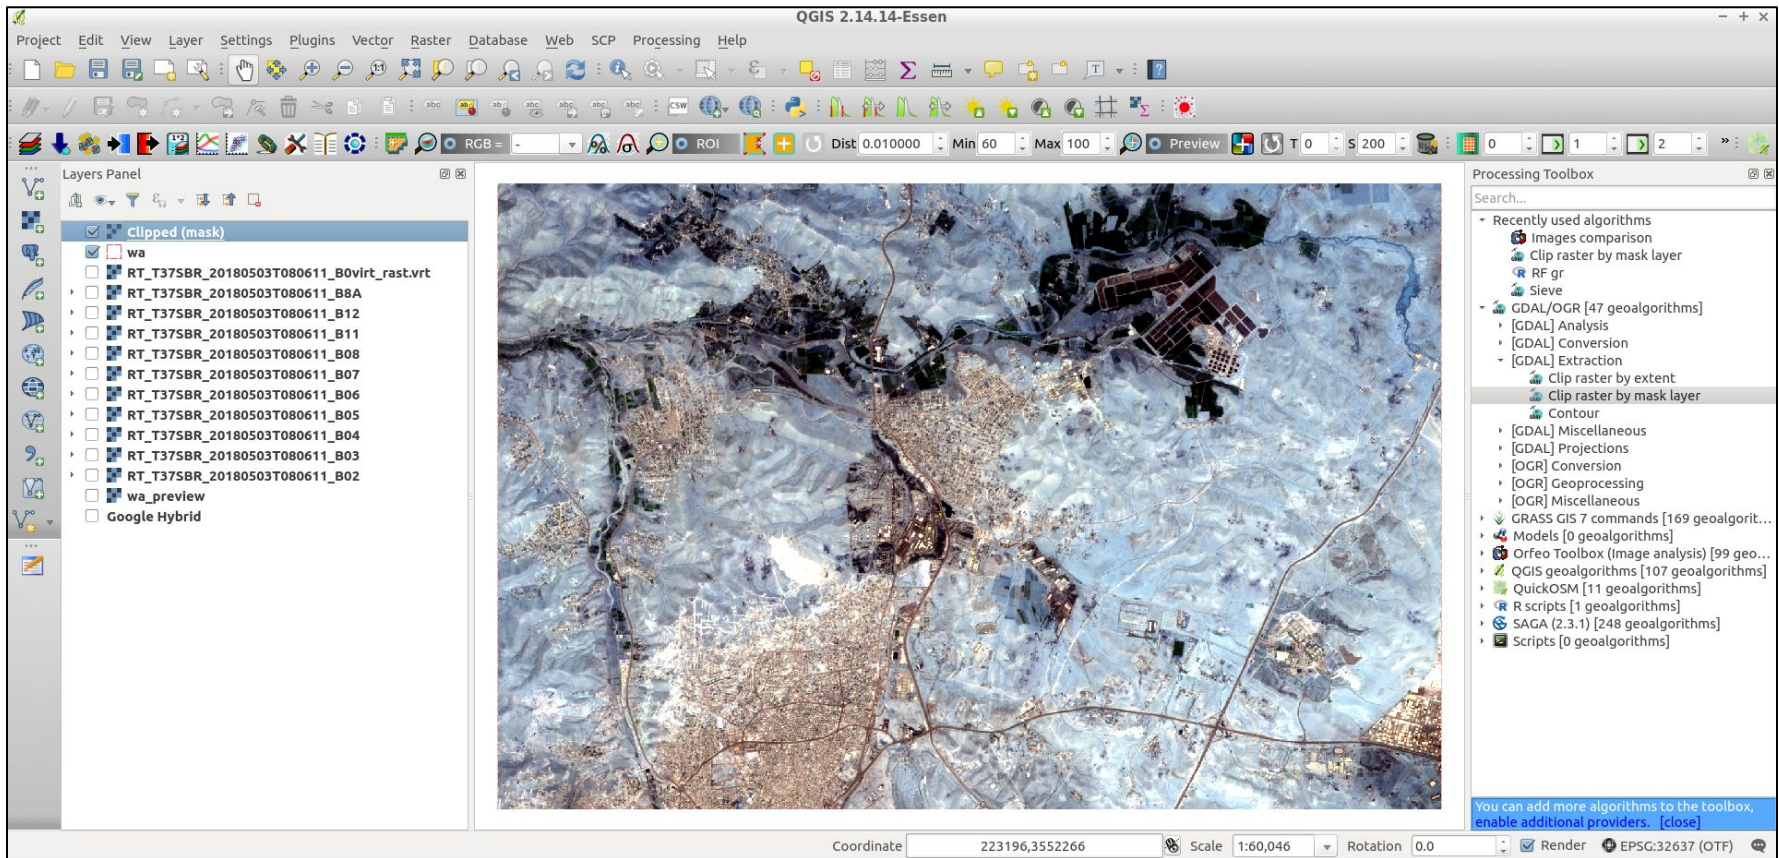 QGIS 2.14.14-Essen
Project Edit View Layer Settings Plugins Vector Raster Database Web SCP Processing Help
RGB = - ROI Dist 0.010000 Min 60 Max 100 Preview T 0 S 200 0 1 2 »
Layers Panel
Clipped (mask)
wa
RT_T37SBR_20180503T080611_B0virt_rast.vrt
RT_T37SBR_20180503T080611_B8A
RT_T37SBR_20180503T080611_B12
RT_T37SBR_20180503T080611_B11
RT_T37SBR_20180503T080611_B08
RT_T37SBR_20180503T080611_B07
RT_T37SBR_20180503T080611_B06
RT_T37SBR_20180503T080611_B05
RT_T37SBR_20180503T080611_B04
RT_T37SBR_20180503T080611_B03
RT_T37SBR_20180503T080611_B02
wa_preview
Google Hybrid
Processing Toolbox
Search...
Recently used algorithms
Images comparison
Clip raster by mask layer
RF gr
Sieve
GDAL/OGR [47 geoalgorithms]
[GDAL] Analysis
[GDAL] Conversion
[GDAL] Extraction
Clip raster by extent
Clip raster by mask layer
Contour
[GDAL] Miscellaneous
[GDAL] Projections
[OGR] Conversion
[OGR] Geoprocessing
[OGR] Miscellaneous
GRASS GIS 7 commands [169 geoalgorit...
Models [0 geoalgorithms]
Orfeo Toolbox (Image analysis) [99 geo...
QGIS geoalgorithms [107 geoalgorithms]
QuickOSM [11 geoalgorithms]
R scripts [1 geoalgorithms]
SAGA (2.3.1) [248 geoalgorithms]
Scripts [0 geoalgorithms]
You can add more algorithms to the toolbox,
enable additional providers. [close]
Coordinate 223196,3552266 Scale 1:60,046 Rotation 0.0 Render EPSG:32637 (OTF)